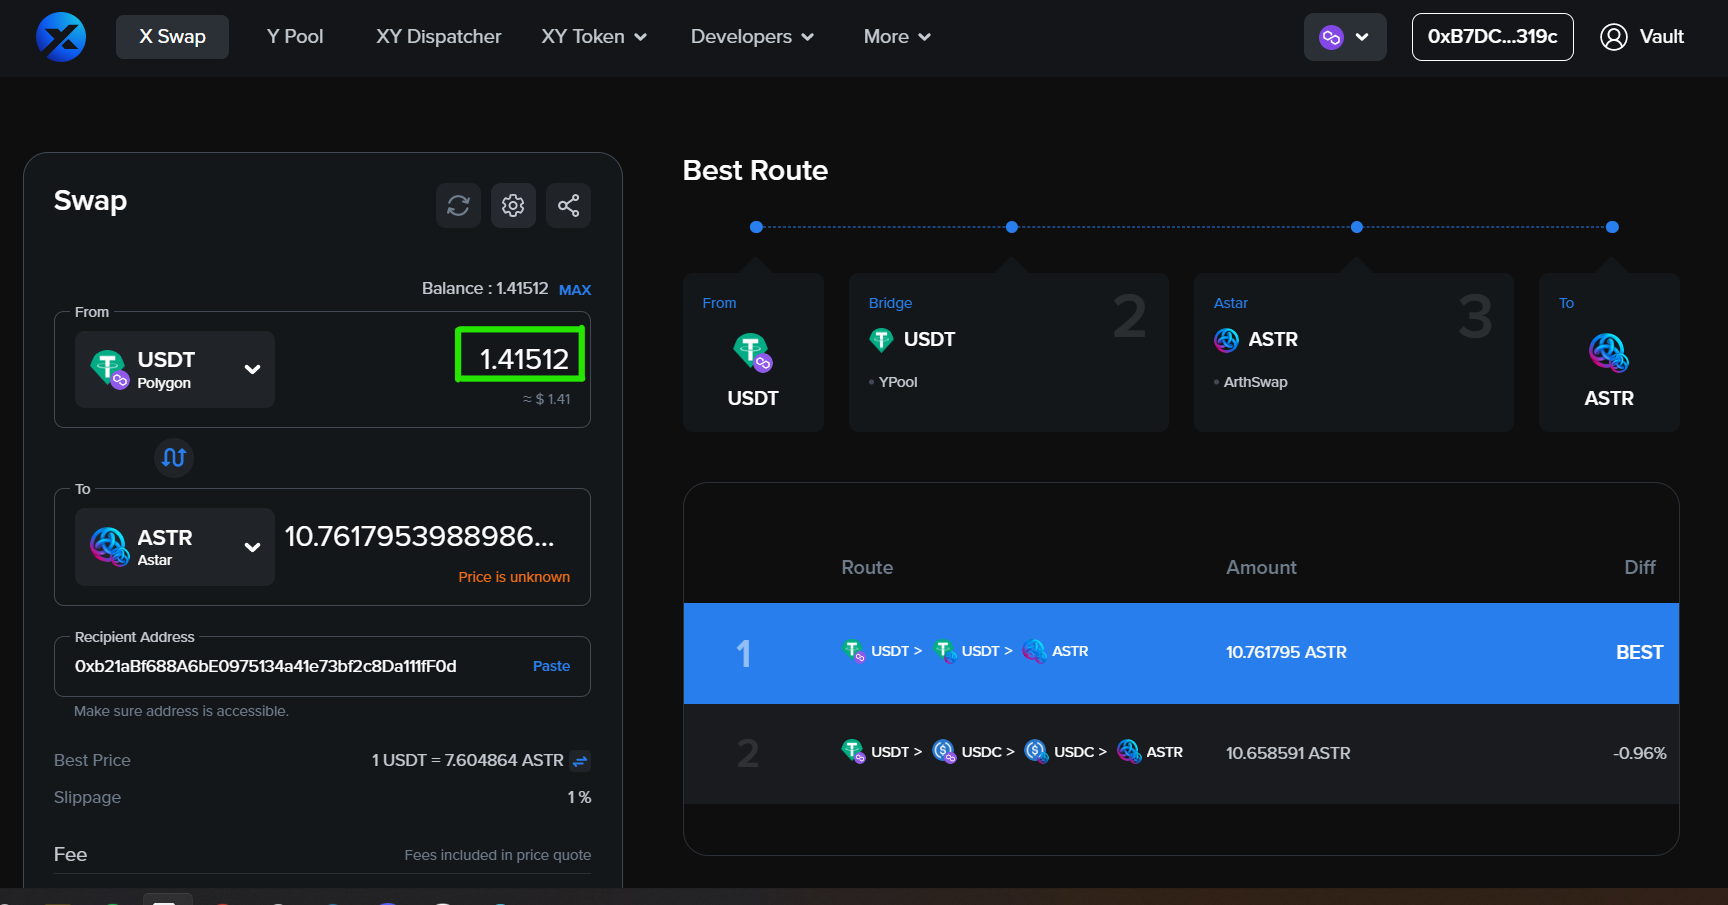 X Swap
Y Pool
XY Dispatcher
XY Token
Developers
More
0xB7DC...319c
Vault
Swap
Balance : 1.41512 MAX
From
USDT
Polygon
1.41512
≈ $ 1.41
To
ASTR
Astar
10.7617953988986...
Price is unknown
Recipient Address
0xb21aBf688A6bE0975134a41e73bf2c8Da111fF0d
Paste
Make sure address is accessible.
Best Price
1 USDT = 7.604864 ASTR
Slippage
1 %
Fee
Fees included in price quote
Best Route
From
USDT
Bridge
2
USDT
• YPool
Astar
3
ASTR
• ArthSwap
To
ASTR
Route
Amount
Diff
1
USDT > USDT > ASTR
10.761795 ASTR
BEST
2
USDT > USDC > USDC > ASTR
10.658591 ASTR
-0.96%